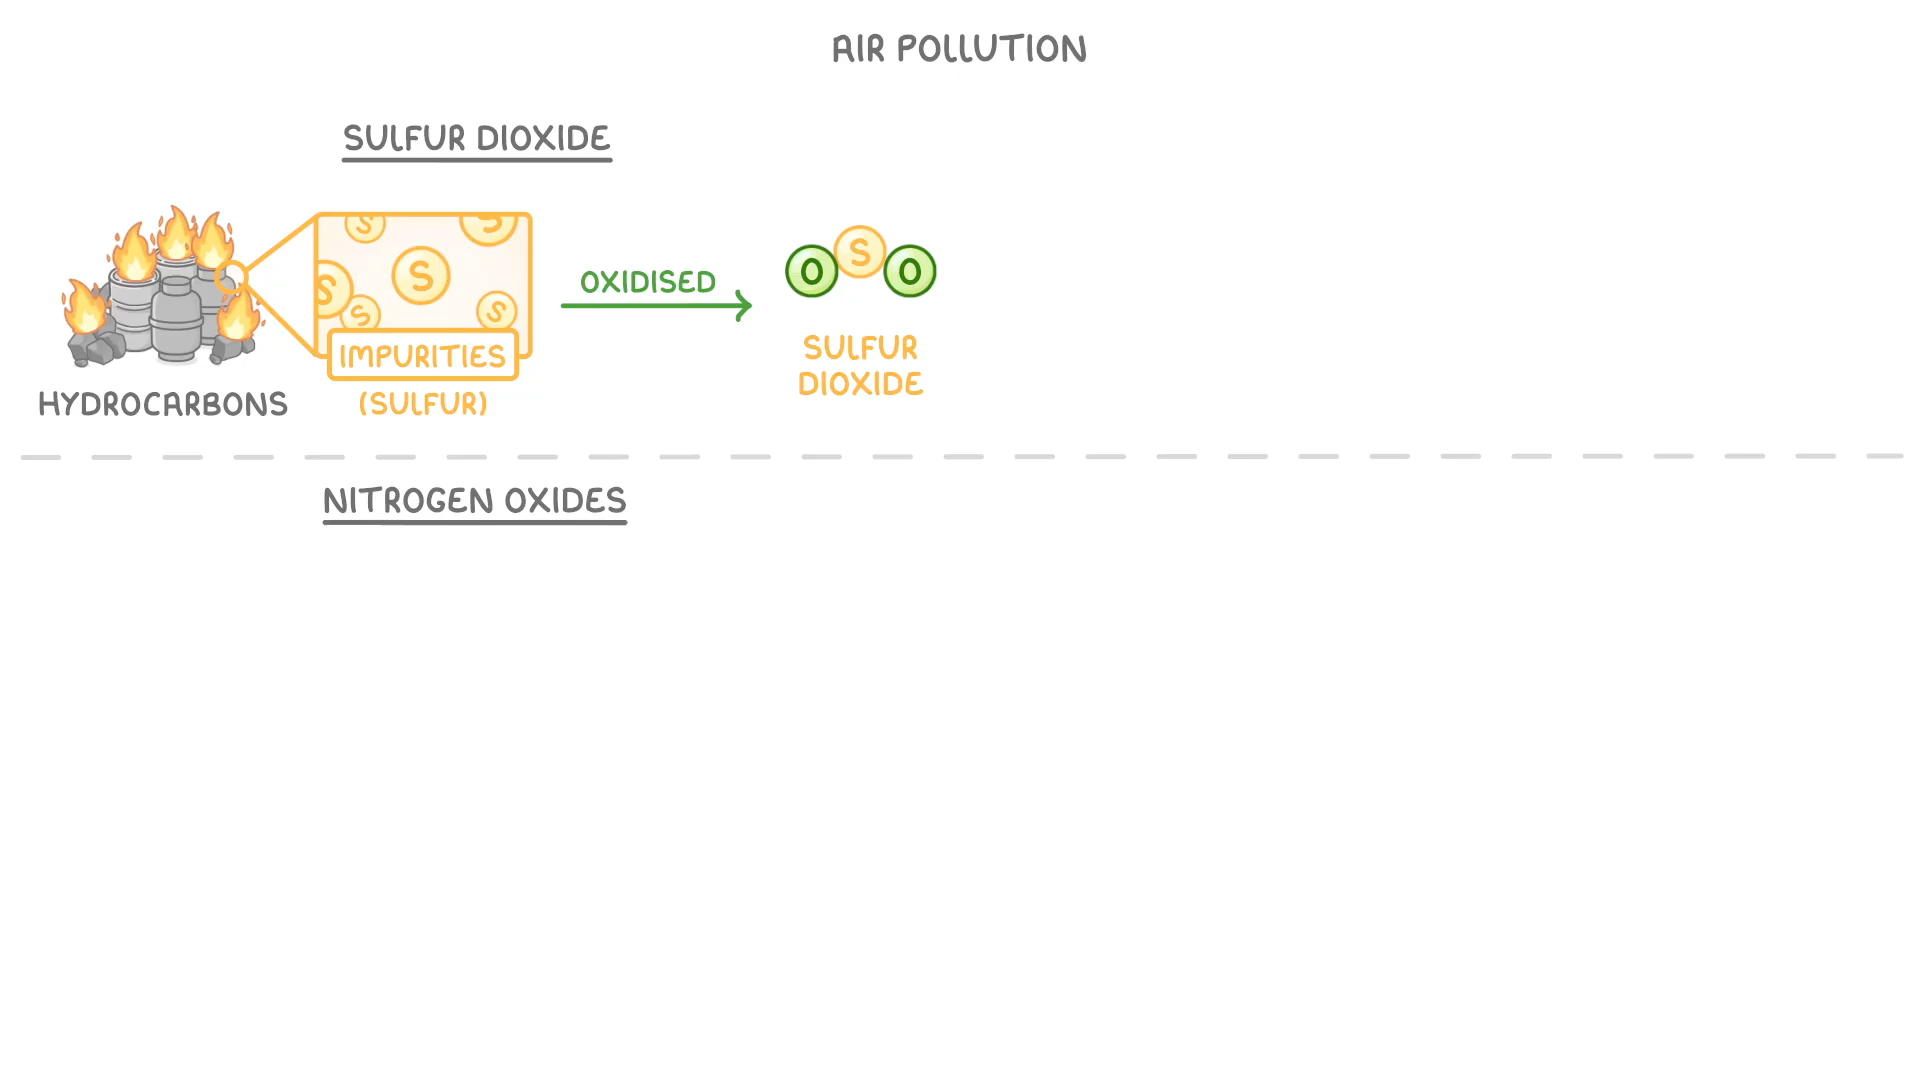 AIR POLLUTION
SULFUR DIOXIDE
S
S
S
S
S
S
IMPURITIES
(SULFUR)
HYDROCARBONS
OXIDISED
O S O
SULFUR
DIOXIDE
NITROGEN OXIDES